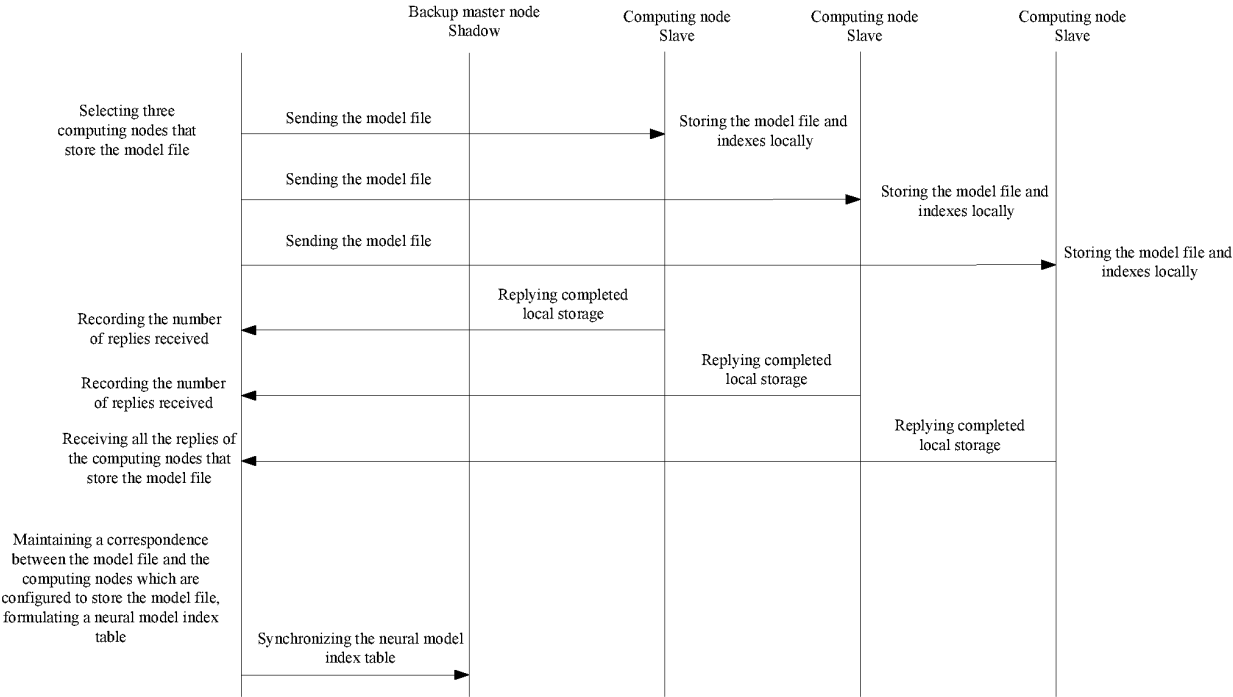 Backup master node
Shadow
Computing node
Slave
Computing node
Slave
Computing node
Slave
Selecting three
computing nodes that
store the model file
Sending the model file
Storing the model file and
indexes locally
Sending the model file
Storing the model file and
indexes locally
Sending the model file
Storing the model file and
indexes locally
Replying completed
local storage
Recording the number
of replies received
Replying completed
local storage
Recording the number
of replies received
Replying completed
local storage
Receiving all the replies of
the computing nodes that
store the model file
Maintaining a correspondence
between the model file and the
computing nodes which are
configured to store the model file,
formulating a neural model index
table
Synchronizing the neural model
index table